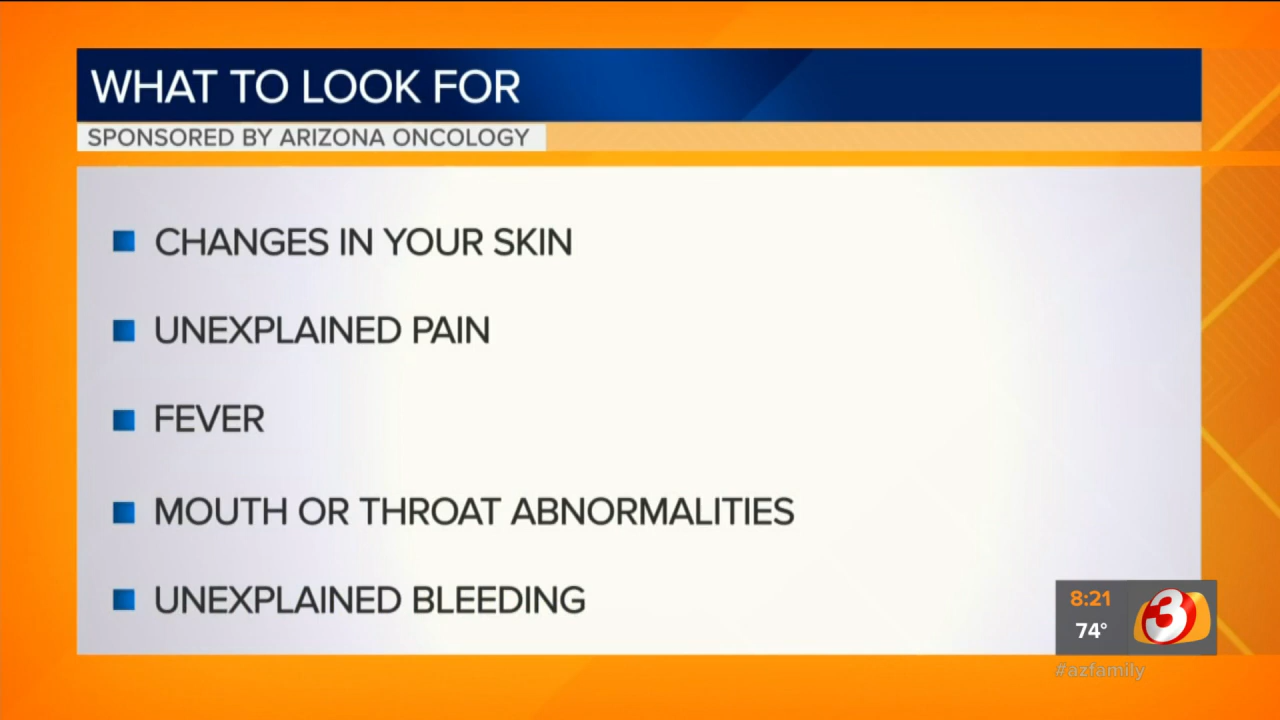 WHAT TO LOOK FOR
SPONSORED BY ARIZONA ONCOLOGY
CHANGES IN YOUR SKIN
UNEXPLAINED PAIN
FEVER
MOUTH OR THROAT ABNORMALITIES
UNEXPLAINED BLEEDING
8:21
74°
3
#azfamily